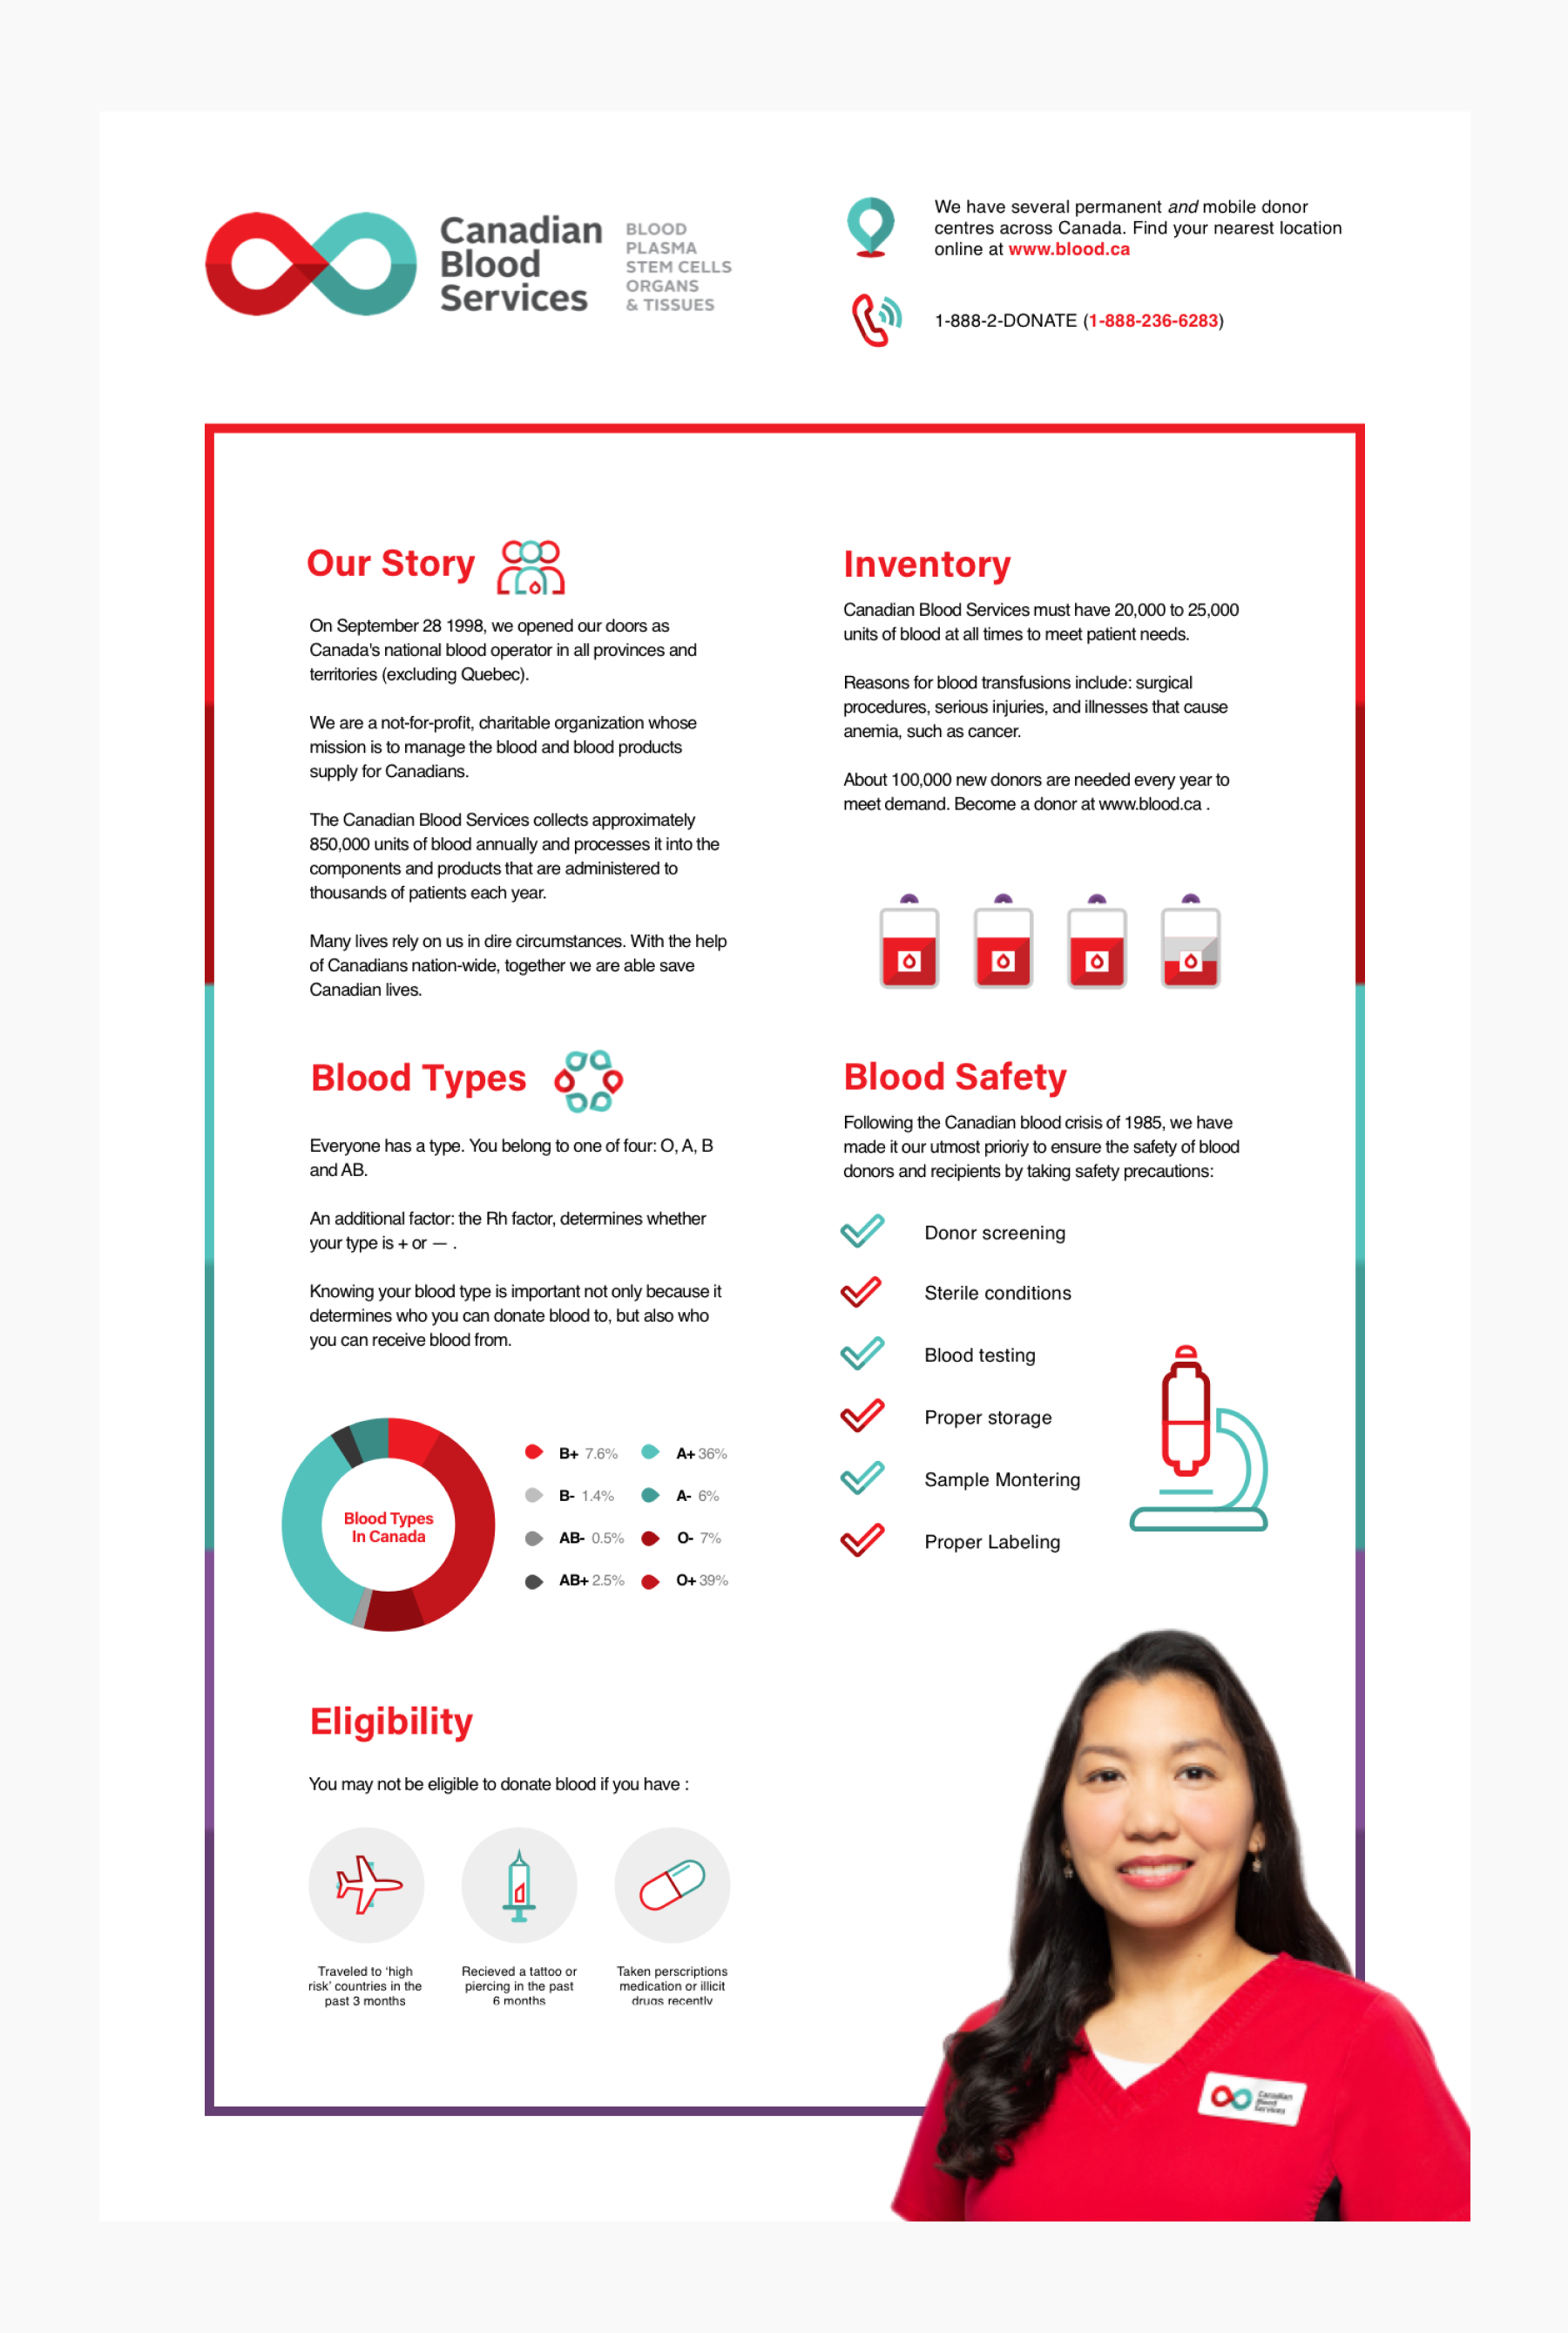 Canadian
Blood
Services
BLOOD
PLASMA
STEM CELLS
ORGANS
& TISSUES
We have several permanent and mobile donor
centres across Canada. Find your nearest location
online at www.blood.ca
1-888-2-DONATE (1-888-236-6283)
Our Story
On September 28 1998, we opened our doors as
Canada's national blood operator in all provinces and
territories (excluding Quebec).
We are a not-for-profit, charitable organization whose
mission is to manage the blood and blood products
supply for Canadians.
The Canadian Blood Services collects approximately
850,000 units of blood annually and processes it into the
components and products that are administered to
thousands of patients each year.
Many lives rely on us in dire circumstances. With the help
of Canadians nation-wide, together we are able save
Canadian lives.
Blood Types
Everyone has a type. You belong to one of four: O, A, B
and AB.
An additional factor: the Rh factor, determines whether
your type is + or — .
Knowing your blood type is important not only because it
determines who you can donate blood to, but also who
you can receive blood from.
Blood Types
In Canada
B+ 7.6% A+ 36%
B- 1.4% A- 6%
AB- 0.5% O- 7%
AB+ 2.5% O+ 39%
Eligibility
You may not be eligible to donate blood if you have :
Traveled to ‘high
risk’ countries in the
past 3 months
Recieved a tattoo or
piercing in the past
6 months
Taken perscriptions
medication or illicit
drugs recently
Inventory
Canadian Blood Services must have 20,000 to 25,000
units of blood at all times to meet patient needs.
Reasons for blood transfusions include: surgical
procedures, serious injuries, and illnesses that cause
anemia, such as cancer.
About 100,000 new donors are needed every year to
meet demand. Become a donor at www.blood.ca .
Blood Safety
Following the Canadian blood crisis of 1985, we have
made it our utmost prioriy to ensure the safety of blood
donors and recipients by taking safety precautions:
Donor screening
Sterile conditions
Blood testing
Proper storage
Sample Montering
Proper Labeling
Canadian
Blood
Services